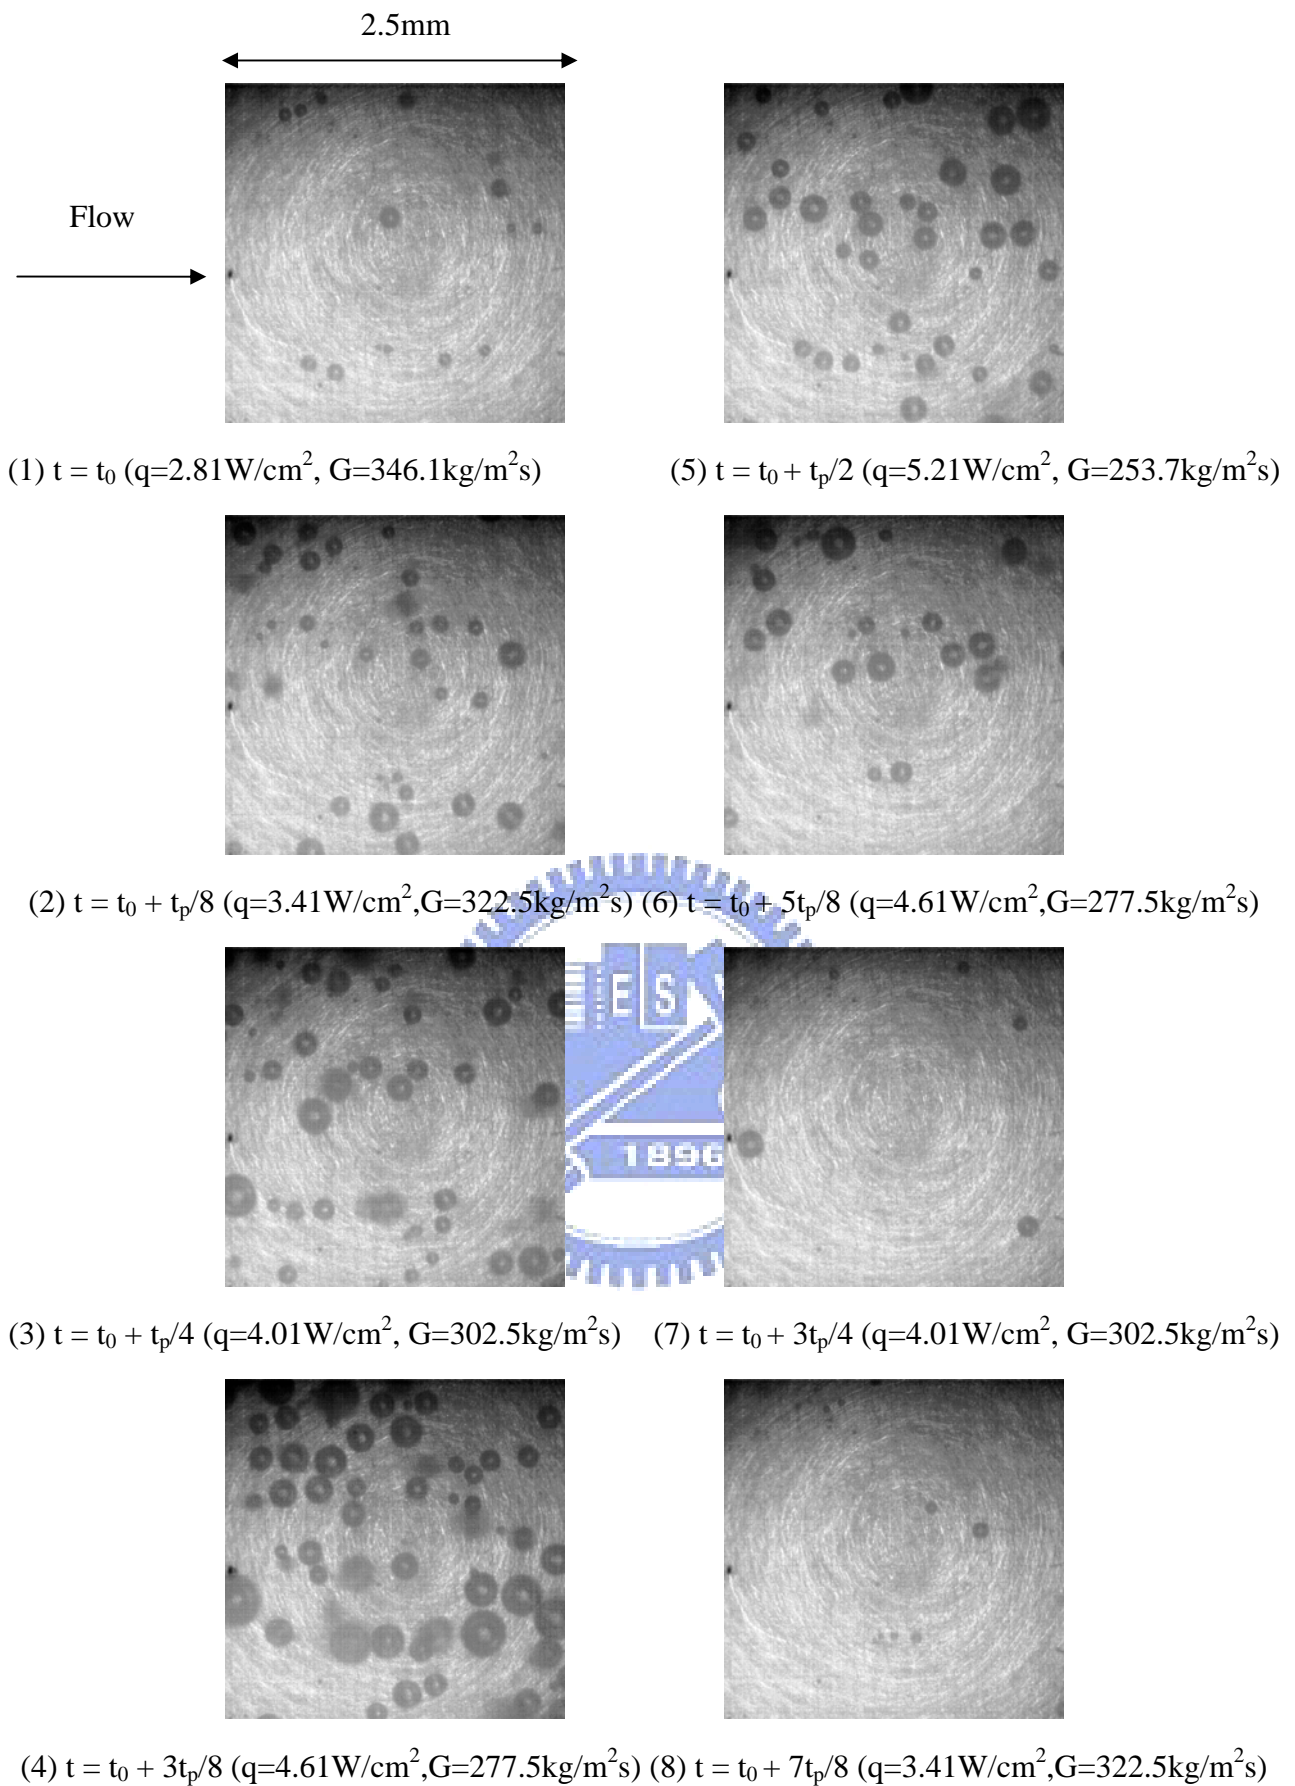 2.5mm
Flow
(1) t = t₀ (q=2.81W/cm², G=346.1kg/m²s)
(5) t = t₀ + tₚ/2 (q=5.21W/cm², G=253.7kg/m²s)
(2) t = t₀ + tₚ/8 (q=3.41W/cm²,G=322.5kg/m²s)
(6) t = t₀ + 5tₚ/8 (q=4.61W/cm²,G=277.5kg/m²s)
E S
1896
(3) t = t₀ + tₚ/4 (q=4.01W/cm², G=302.5kg/m²s)
(7) t = t₀ + 3tₚ/4 (q=4.01W/cm², G=302.5kg/m²s)
(4) t = t₀ + 3tₚ/8 (q=4.61W/cm²,G=277.5kg/m²s)
(8) t = t₀ + 7tₚ/8 (q=3.41W/cm²,G=322.5kg/m²s)